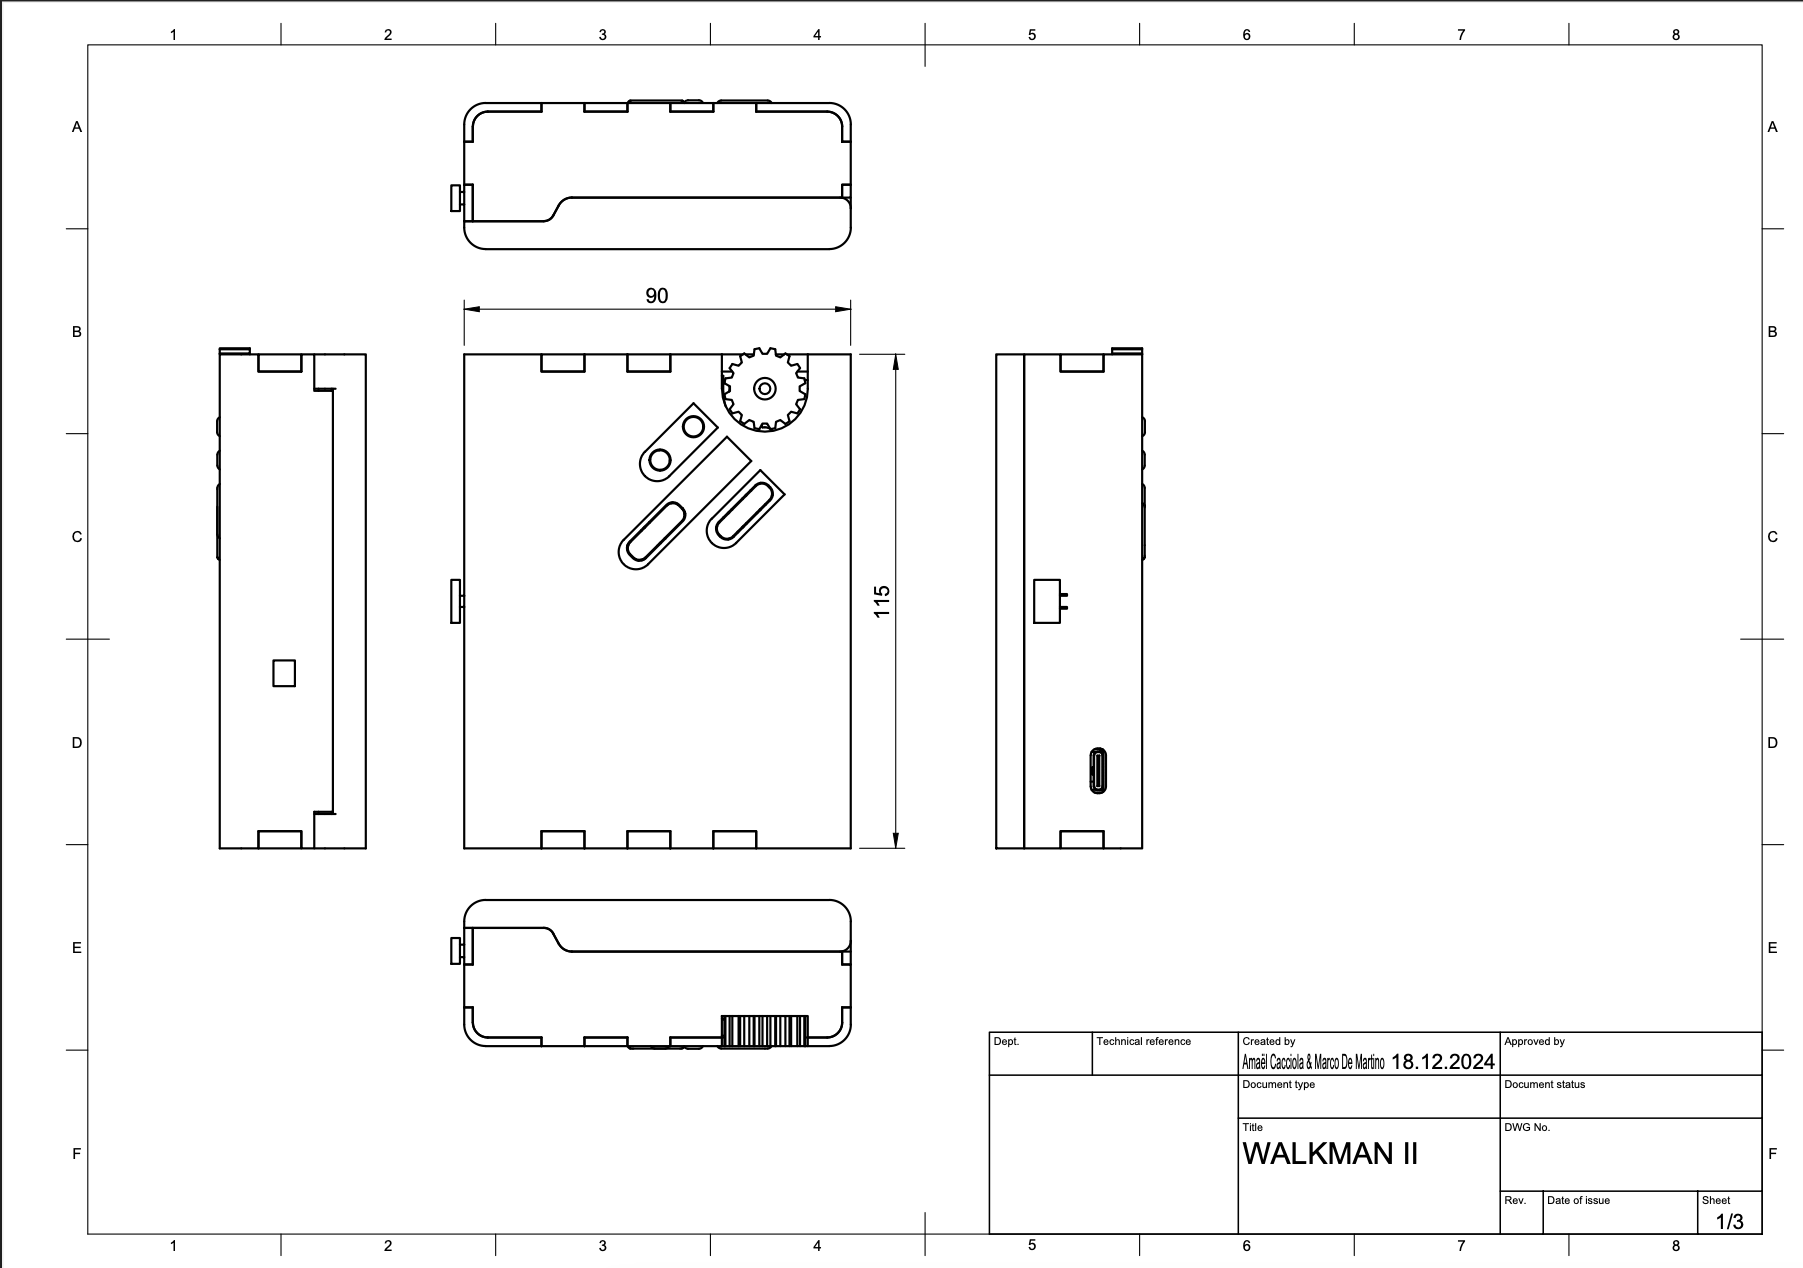 1 2 3 4 5 6 7 8
A A
90
B B
C C
115
D D
E E
Dept. Technical reference Created by Approved by
Amaël Cacciola & Marco De Martino 18.12.2024
Document type Document status
Title DWG No.
WALKMAN II
F F
Rev. Date of issue Sheet
1/3
1 2 3 4 5 6 7 8